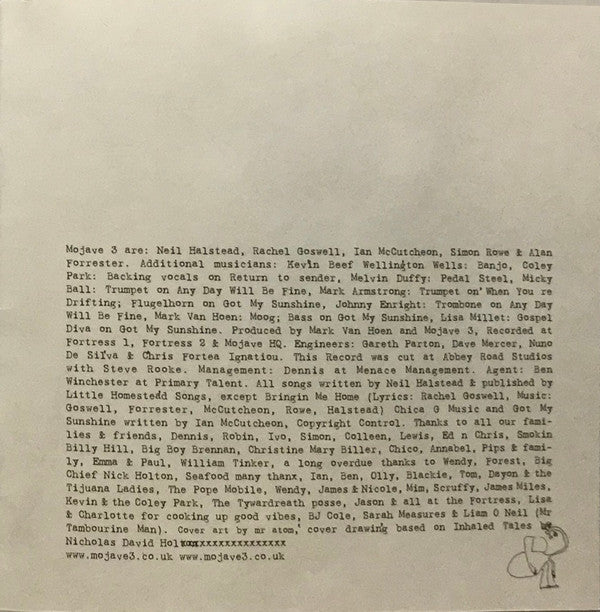 Mojave 3 are: Neil Halstead, Rachel Goswell, Ian McCutcheon, Simon Rowe & Alan
Forrester. Additional musicians: Kevin Beef Wellington Wells: Banjo, Coley
Park: Backing vocals on Return to sender, Melvin Duffy: Pedal Steel, Micky
Ball: Trumpet on Any Day Will Be Fine, Mark Armstrong: Trumpet on When You re
Drifting; Flugelhorn on Got My Sunshine, Johnny Enright: Trombone on Any Day
Will Be Fine, Mark Van Hoen: Moog; Bass on Got My Sunshine, Lisa Millet: Gospel
Diva on Got My Sunshine. Produced by Mark Van Hoen and Mojave 3, Recorded at
Fortress 1, Fortress 2 & Mojave HQ. Engineers: Gareth Parton, Dave Mercer, Nuno
De Silva & Chris Fortea Ignatiou. This Record was cut at Abbey Road Studios
with Steve Rooke. Management: Dennis at Menace Management. Agent: Ben
Winchester at Primary Talent. All songs written by Neil Halstead & published by
Little Homestead Songs, except Bringin Me Home (Lyrics: Rachel Goswell, Music:
Goswell, Forrester, McCutcheon, Rowe, Halstead) Chica G Music and Got My
Sunshine written by Ian McCutcheon, Copyright Control. Thanks to all our fami-
lies & friends, Dennis, Robin, Ivo, Simon, Colleen, Lewis, Ed n Chris, Smokin
Billy Hill, Big Boy Brennan, Christine Mary Biller, Chico, Annabel, Pips & fami-
ly, Emma & Paul, William Tinker, a long overdue thanks to Wendy, Forest, Big
Chief Nick Holton, Seafood many thanx, Ian, Ben, Olly, Blackie, Tom, Dayon & the
Tijuana Ladies, The Pope Mobile, Wendy, James & Nicole, Mim, Scruffy, James Miles,
Kevin & the Coley Park, The Tywardreath posse, Jason & all at the Fortress, Lisa
& Charlotte for cooking up good vibes, BJ Cole, Sarah Measures & Liam O Neil (Mr
Tambourine Man). Cover art by mr atom, cover drawing based on Inhaled Tales by
Nicholas David Holtonxxxxxxxxxxxxxxxxx
www.mojave3.co.uk www.mojave3.co.uk